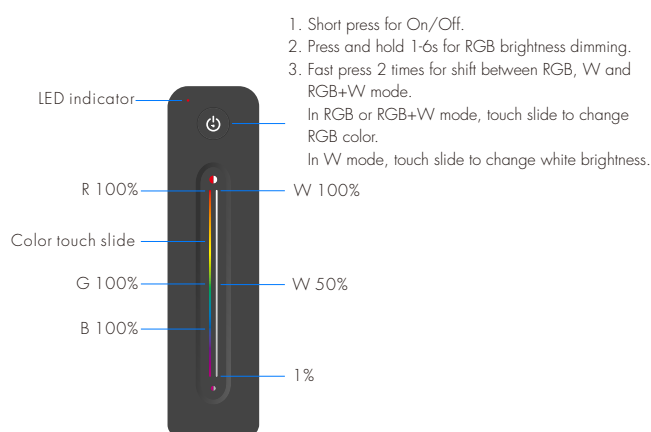 1. Short press for On/Off.
2. Press and hold 1-6s for RGB brightness dimming.
3. Fast press 2 times for shift between RGB, W and
RGB+W mode.
In RGB or RGB+W mode, touch slide to change
RGB color.
In W mode, touch slide to change white brightness.
LED indicator
R 100%
W 100%
Color touch slide
G 100%
W 50%
B 100%
1%